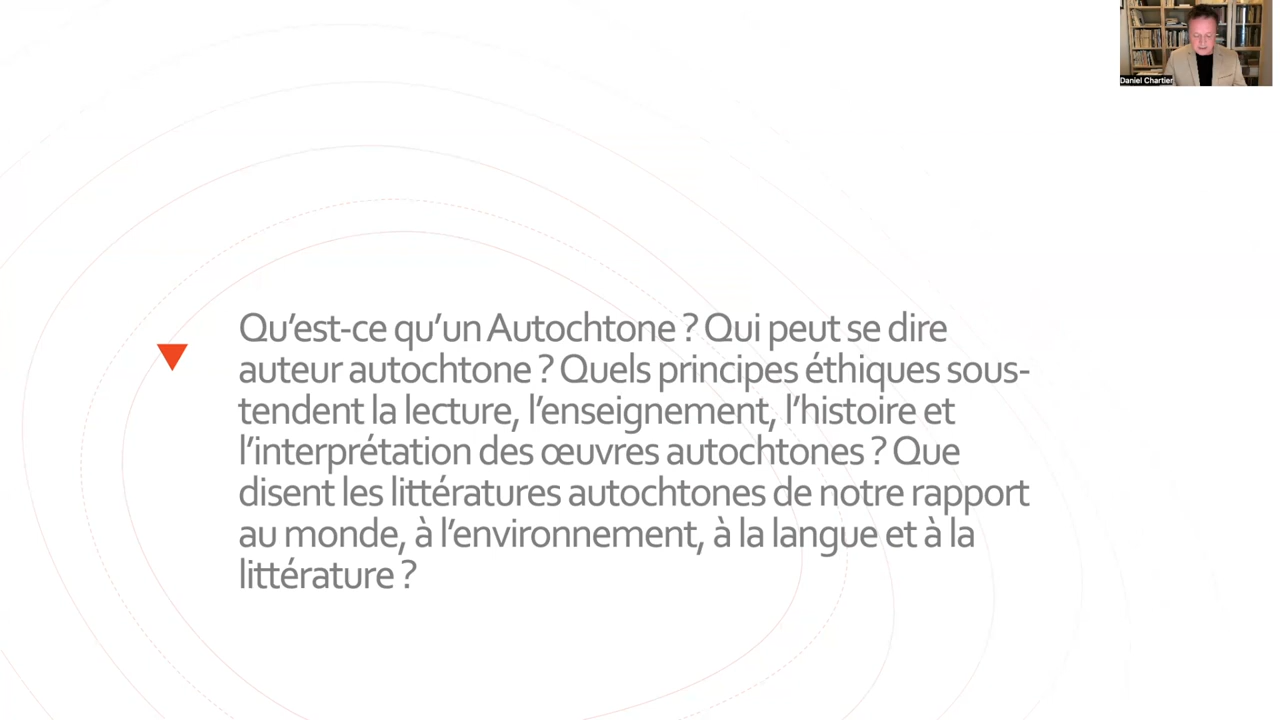 Daniel Chartier
Qu’est-ce qu’un Autochtone ? Qui peut se dire
auteur autochtone ? Quels principes éthiques sous-
tendent la lecture, l’enseignement, l’histoire et
l’interprétation des œuvres autochtones ? Que
disent les littératures autochtones de notre rapport
au monde, à l’environnement, à la langue et à la
littérature ?